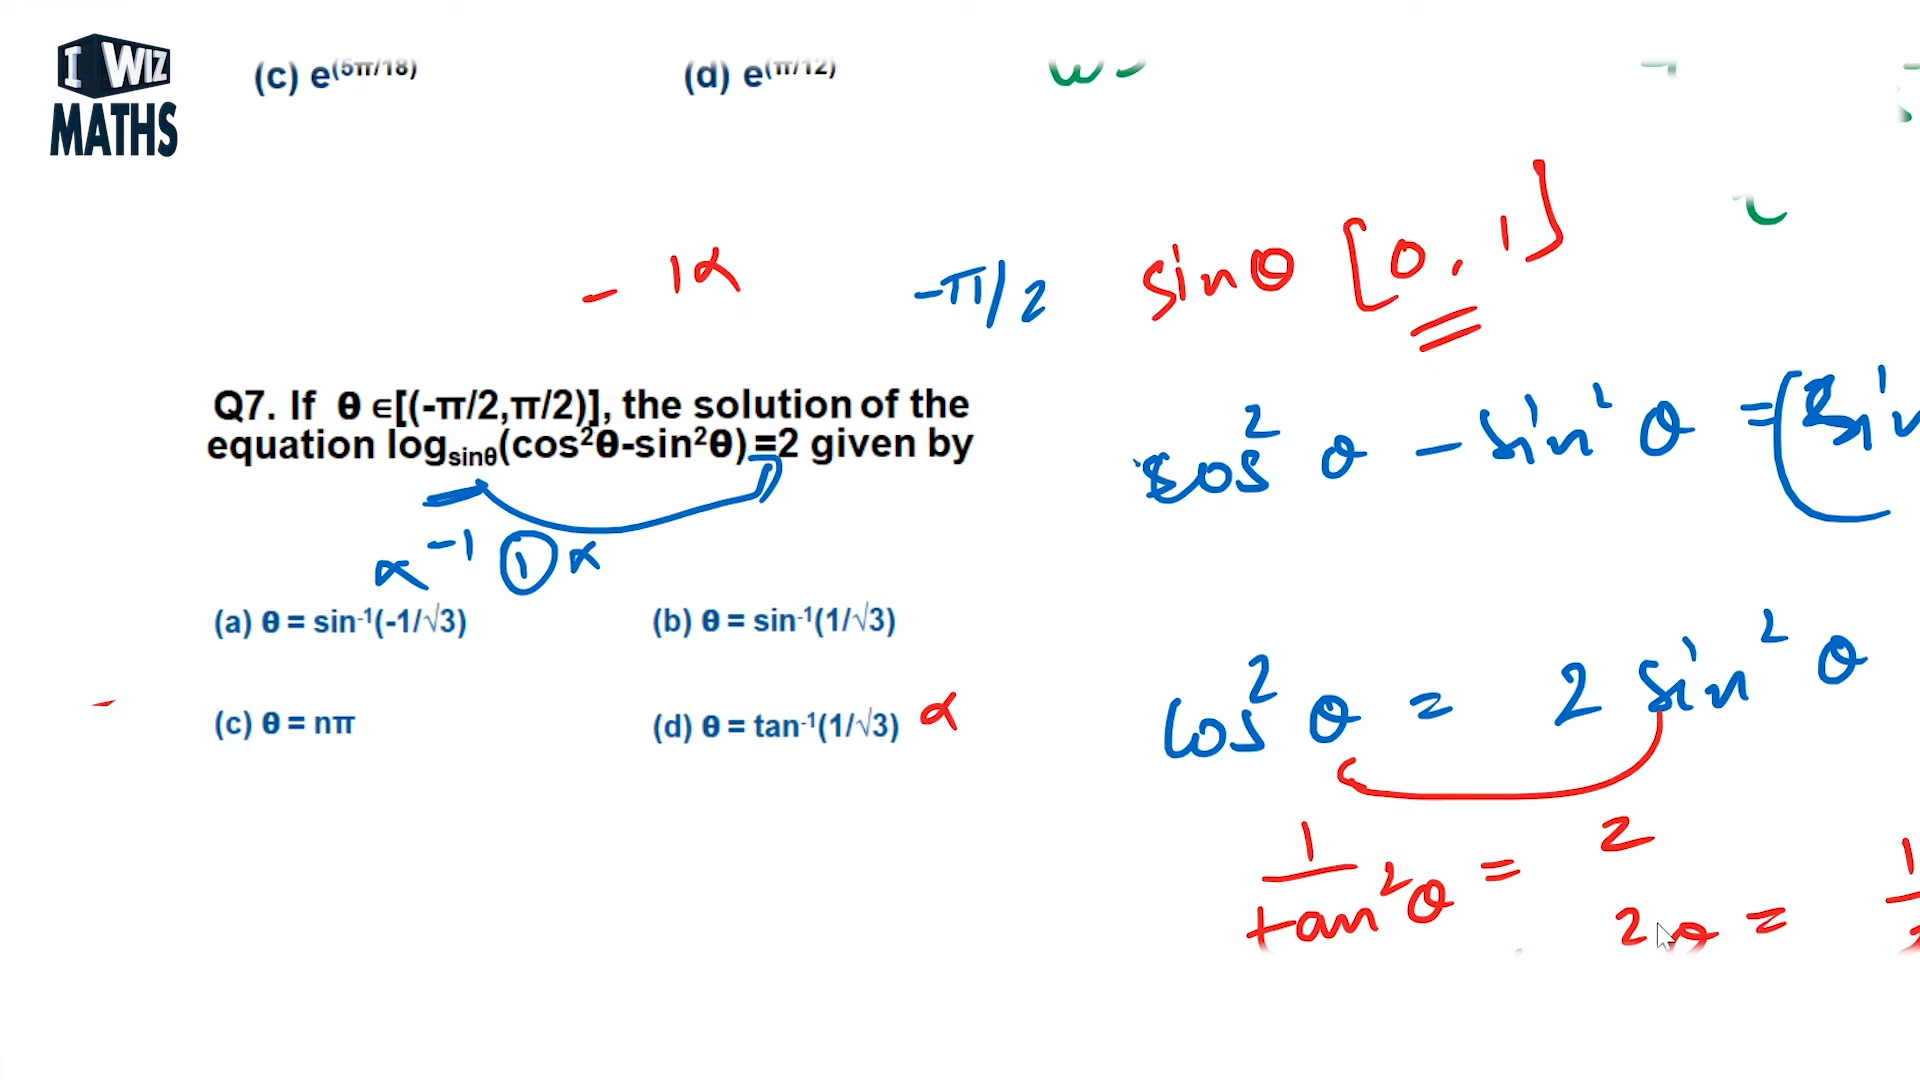 I WIZ
MATHS
(c) e^(5π/18)
(d) e^(π/12)
- 1α
-π/2
sinθ [0, 1]
Q7. If θ ∈[(-π/2,π/2)], the solution of the
equation log_sinθ(cos²θ-sin²θ) =2 given by
cos²θ - sin²θ = (
α -1 ① α
(a) θ = sin⁻¹(-1/√3)
(b) θ = sin⁻¹(1/√3)
cos²θ = 2 sin²θ
(c) θ = nπ
(d) θ = tan⁻¹(1/√3) α
1/tan²θ = 2